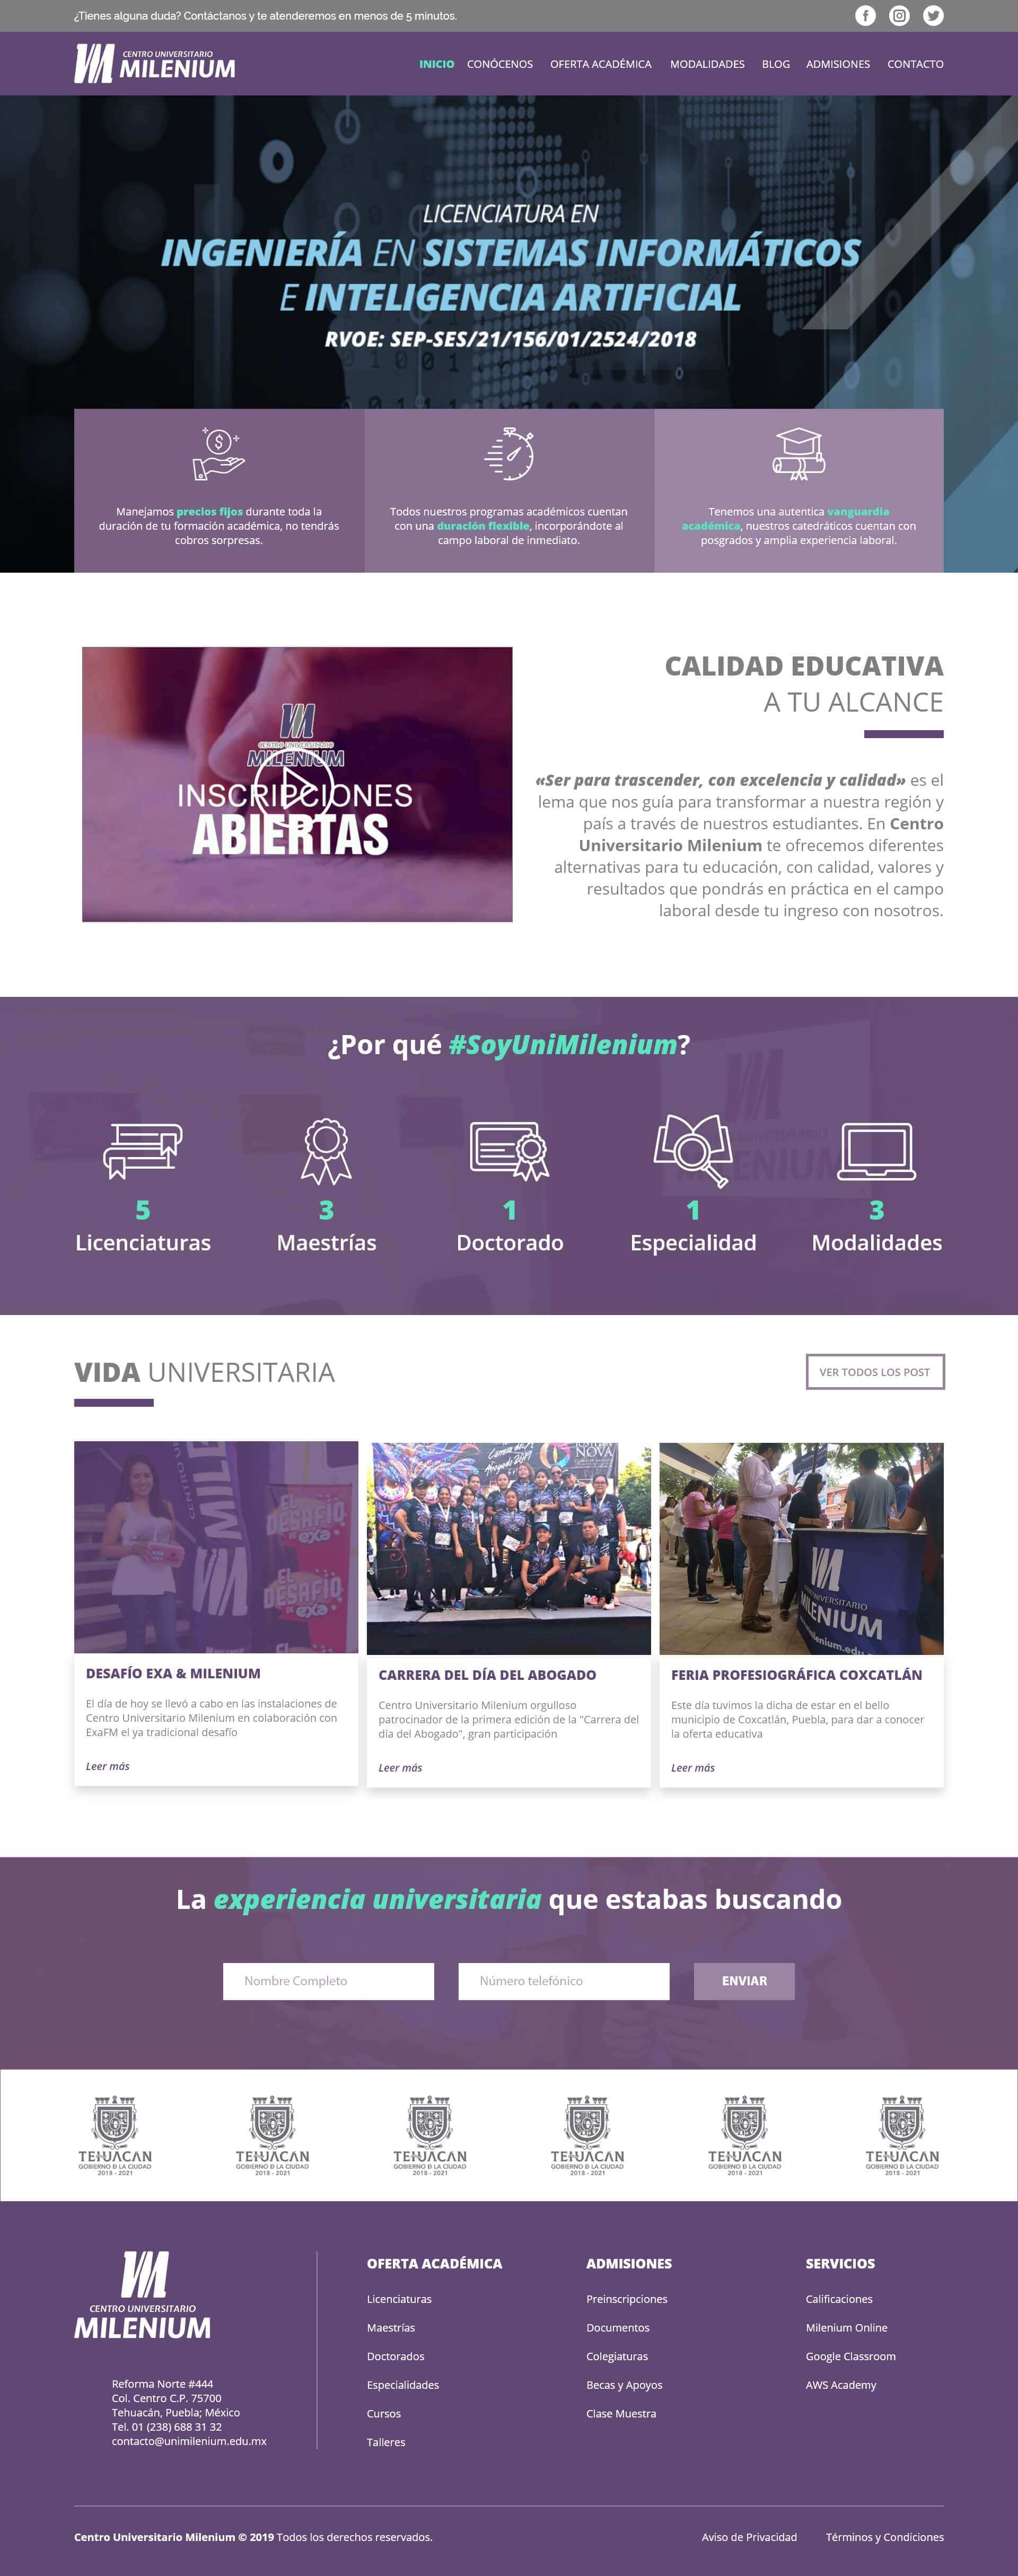 ¿Tienes alguna duda? Contáctanos y te atenderemos en menos de 5 minutos.
CENTRO UNIVERSITARIO
MILENIUM
INICIO CONÓCENOS OFERTA ACADÉMICA MODALIDADES BLOG ADMISIONES CONTACTO
LICENCIATURA EN
INGENIERÍA EN SISTEMAS INFORMÁTICOS
E INTELIGENCIA ARTIFICIAL
RVOE: SEP-SES/21/156/01/2524/2018
Manejamos precios fijos durante toda la
duración de tu formación académica, no tendrás
cobros sorpresas.
Todos nuestros programas académicos cuentan
con una duración flexible, incorporándote al
campo laboral de inmediato.
Tenemos una autentica vanguardia
académica, nuestros catedráticos cuentan con
posgrados y amplia experiencia laboral.
CENTRO UNIVERSITARIO
MILENIUM
INSCRIPCIONES
ABIERTAS
CALIDAD EDUCATIVA
A TU ALCANCE
«Ser para trascender, con excelencia y calidad» es el
lema que nos guía para transformar a nuestra región y
país a través de nuestros estudiantes. En Centro
Universitario Milenium te ofrecemos diferentes
alternativas para tu educación, con calidad, valores y
resultados que pondrás en práctica en el campo
laboral desde tu ingreso con nosotros.
¿Por qué #SoyUniMilenium?
5
Licenciaturas
3
Maestrías
1
Doctorado
1
Especialidad
3
Modalidades
VIDA UNIVERSITARIA
VER TODOS LOS POST
EL
DESAFÍO
DE exa
EL
DESAFÍO
DE exa
DESAFÍO EXA & MILENIUM
El día de hoy se llevó a cabo en las instalaciones de
Centro Universitario Milenium en colaboración con
ExaFM el ya tradicional desafío
Leer más
NOVA
Abogado 2019
CARRERA DEL DÍA DEL ABOGADO
Centro Universitario Milenium orgulloso
patrocinador de la primera edición de la "Carrera del
día del Abogado", gran participación
Leer más
MILENIUM
milenium.edu
FERIA PROFESIOGRÁFICA COXCATLÁN
Este día tuvimos la dicha de estar en el bello
municipio de Coxcatlán, Puebla, para dar a conocer
la oferta educativa
Leer más
La experiencia universitaria que estabas buscando
Nombre Completo
Número telefónico
ENVIAR
TEHUACAN
GOBIERNO D LA CIUDAD
2018 - 2021
TEHUACAN
GOBIERNO D LA CIUDAD
2018 - 2021
TEHUACAN
GOBIERNO D LA CIUDAD
2018 - 2021
TEHUACAN
GOBIERNO D LA CIUDAD
2018 - 2021
TEHUACAN
GOBIERNO D LA CIUDAD
2018 - 2021
TEHUACAN
GOBIERNO D LA CIUDAD
2018 - 2021
CENTRO UNIVERSITARIO
MILENIUM
Reforma Norte #444
Col. Centro C.P. 75700
Tehuacán, Puebla; México
Tel. 01 (238) 688 31 32
contacto@unimilenium.edu.mx
OFERTA ACADÉMICA
Licenciaturas
Maestrías
Doctorados
Especialidades
Cursos
Talleres
ADMISIONES
Preinscripciones
Documentos
Colegiaturas
Becas y Apoyos
Clase Muestra
SERVICIOS
Calificaciones
Milenium Online
Google Classroom
AWS Academy
Centro Universitario Milenium © 2019 Todos los derechos reservados.
Aviso de Privacidad Términos y Condiciones